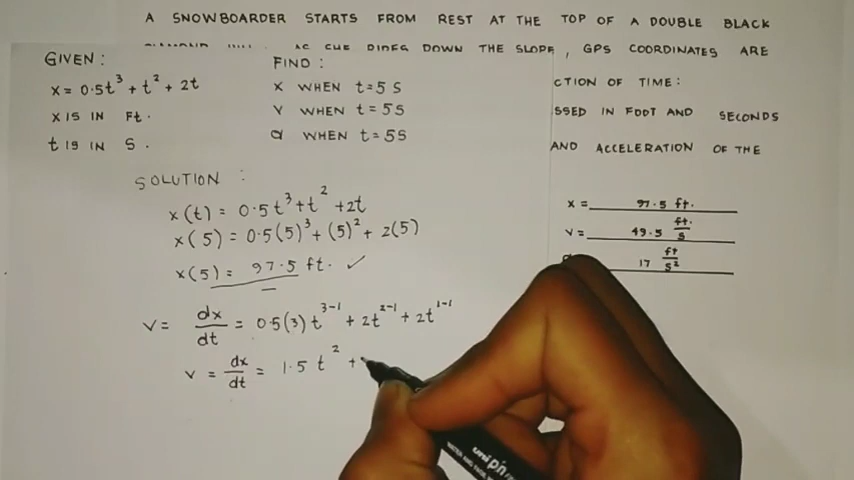 A SNOWBOARDER STARTS FROM REST AT THE TOP OF A DOUBLE BLACK
AS SHE RIDES DOWN THE SLOPE, GPS COORDINATES ARE
GIVEN:
x = 0.5t³ + t² + 2t
x IS IN Ft.
t IS IN S.
FIND:
x WHEN t=5 S
v WHEN t=5S
a WHEN t=5S
CTION OF TIME:
SSED IN FOOT AND SECONDS
AND ACCELERATION OF THE
x = 97.5 ft.
v = 49.5 ft./s
17 ft/s²
SOLUTION:
x(t) = 0.5t³+t²+2t
x(5) = 0.5(5)³+(5)²+2(5)
x(5) = 97.5 ft. ✓
v = dx/dt = 0.5(3)t³⁻¹ + 2t²⁻¹ + 2t¹⁻¹
v = dx/dt = 1.5 t² +
uni pin